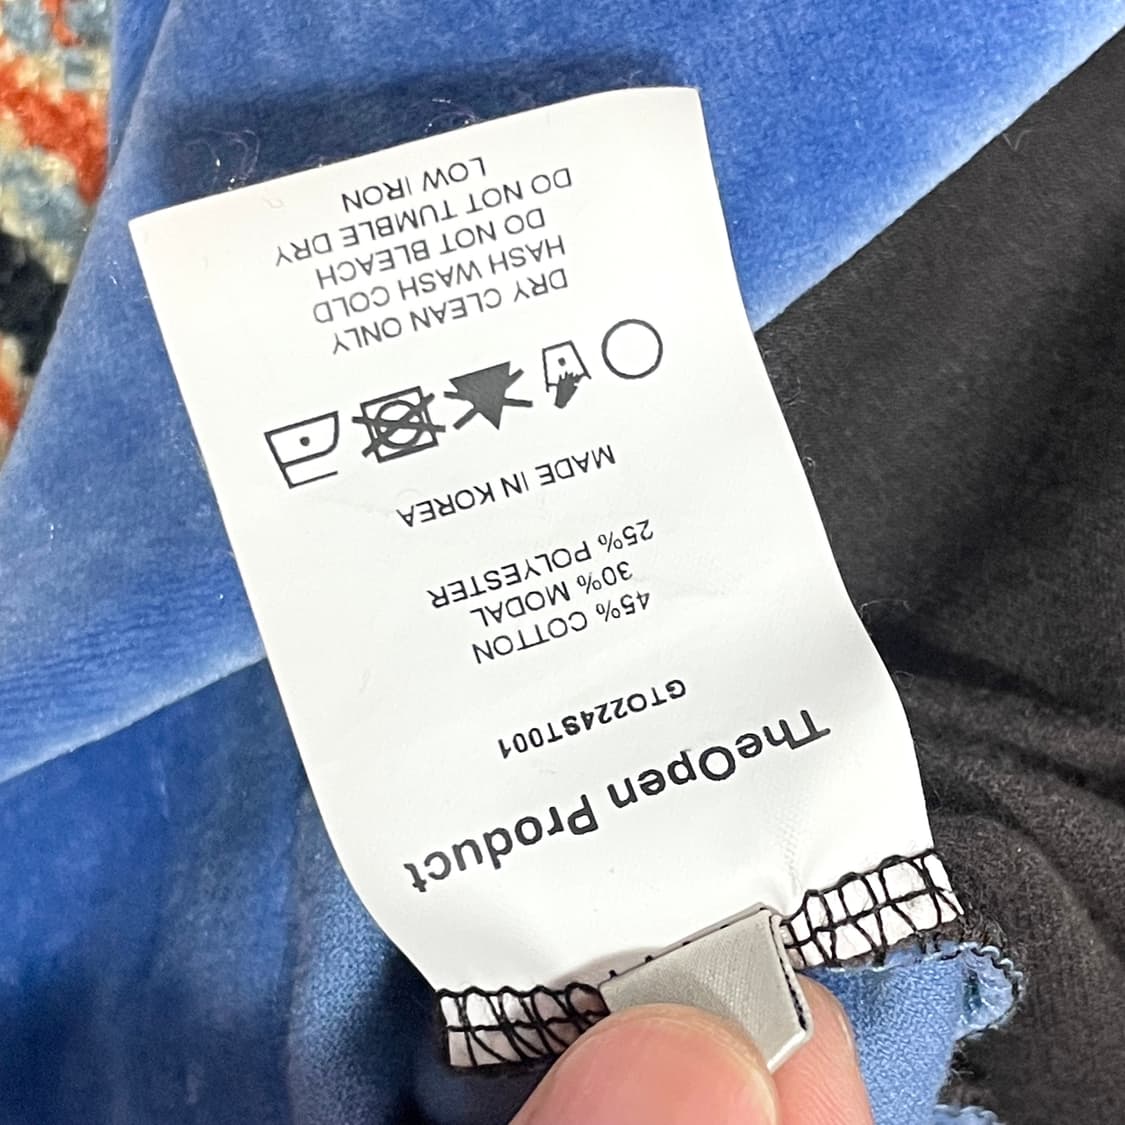 TheOpen Product
GTO224ST001
45% COTTON
30% MODAL
25% POLYESTER
MADE IN KOREA
DRY CLEAN ONLY
HASH WASH COLD
DO NOT BLEACH
DO NOT TUMBLE DRY
LOW IRON